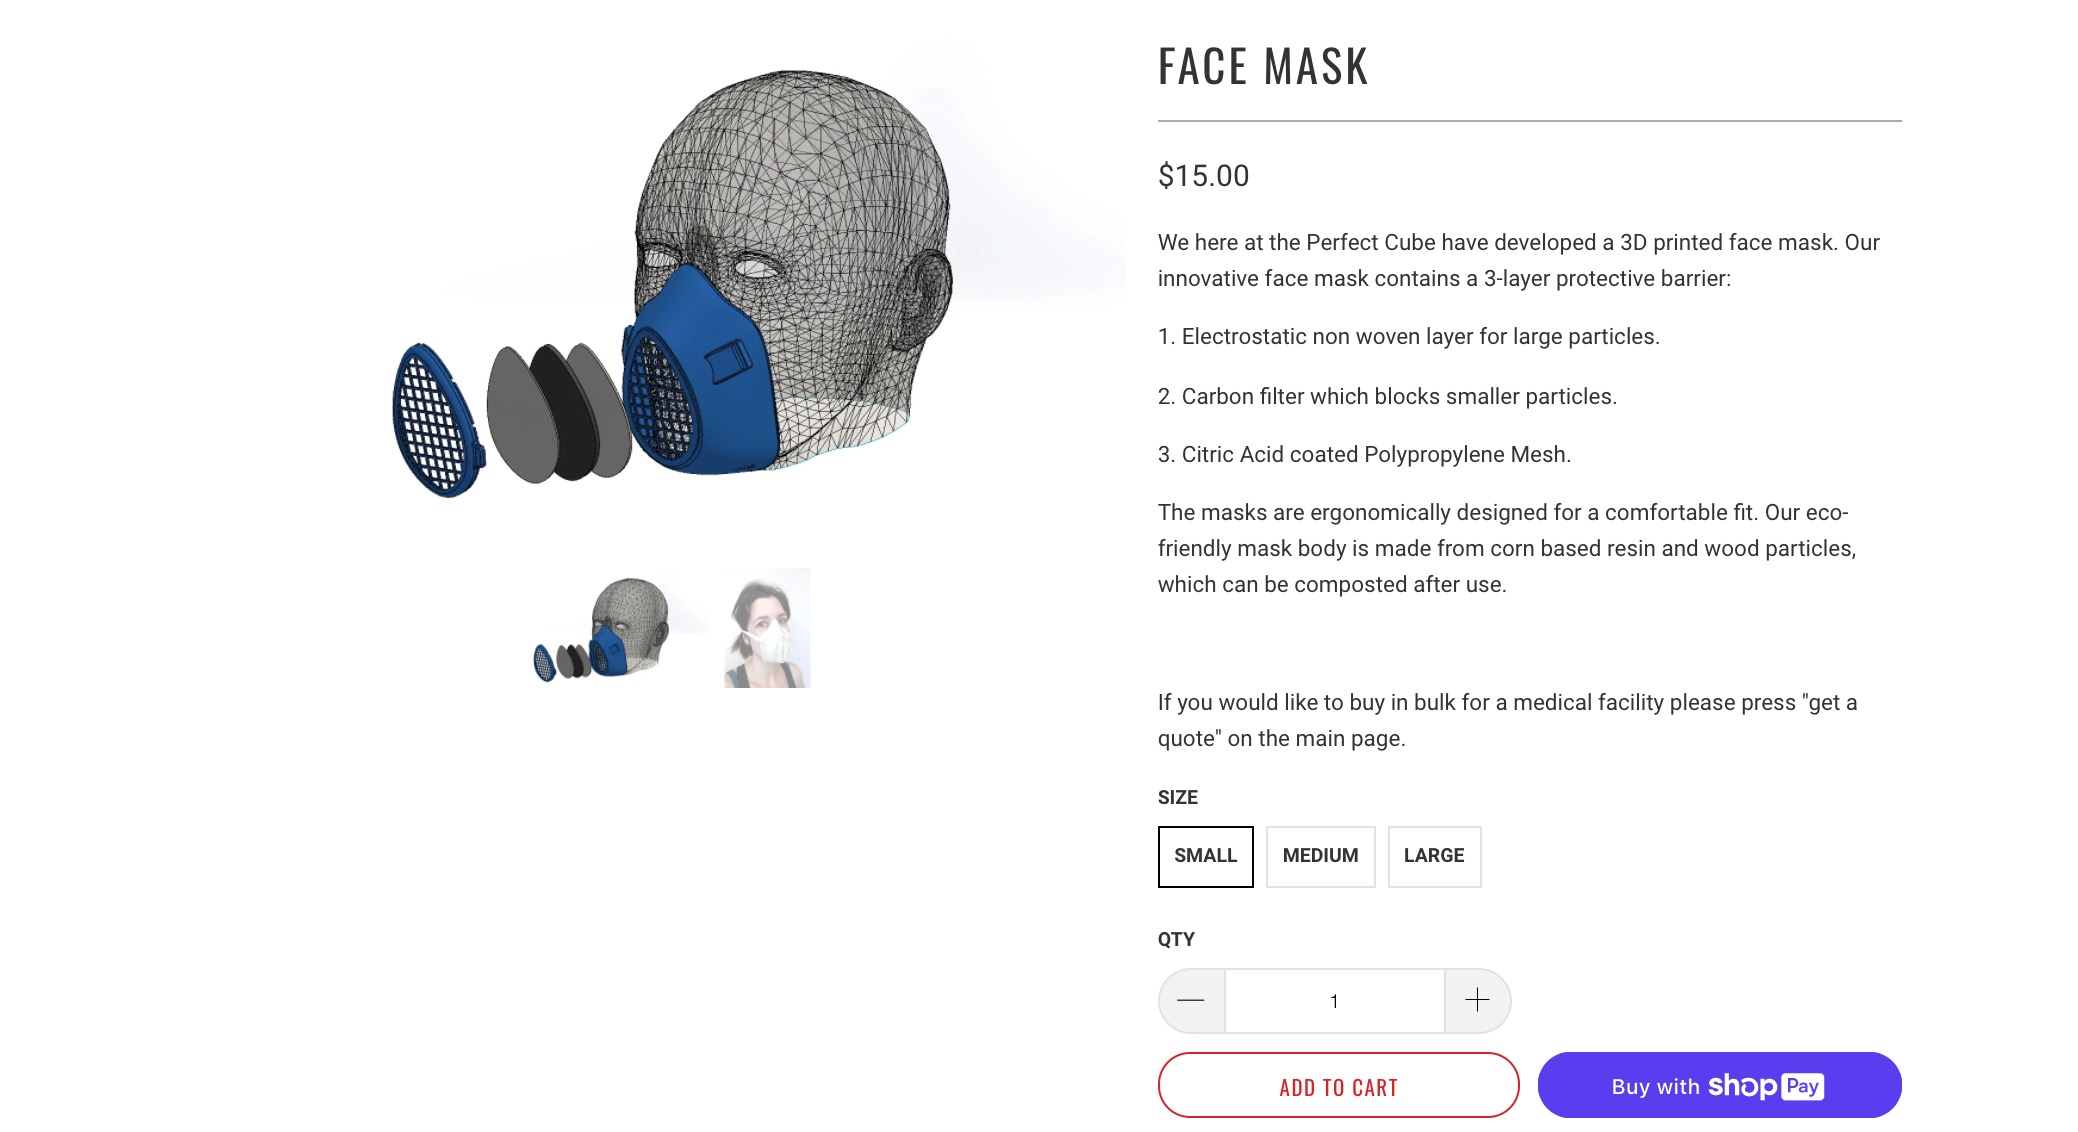 FACE MASK
$15.00
We here at the Perfect Cube have developed a 3D printed face mask. Our
innovative face mask contains a 3-layer protective barrier:
1. Electrostatic non woven layer for large particles.
2. Carbon filter which blocks smaller particles.
3. Citric Acid coated Polypropylene Mesh.
The masks are ergonomically designed for a comfortable fit. Our eco-
friendly mask body is made from corn based resin and wood particles,
which can be composted after use.
If you would like to buy in bulk for a medical facility please press "get a
quote" on the main page.
SIZE
SMALL MEDIUM LARGE
QTY
— 1 +
ADD TO CART Buy with shop Pay